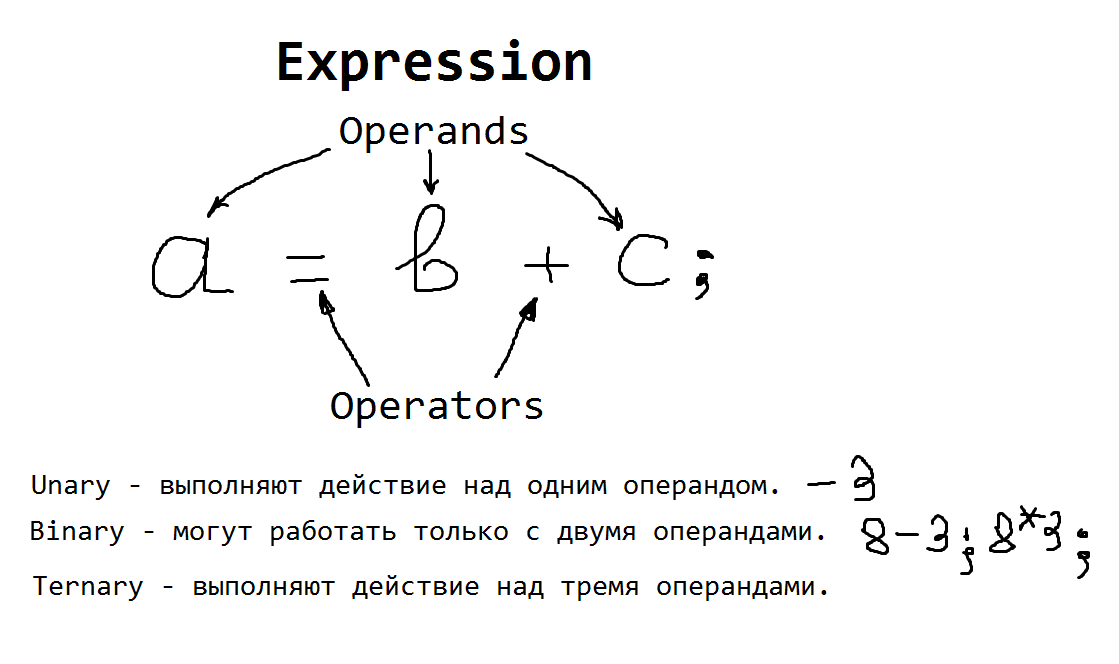 Expression
Operands
a = b + c;
Operators
Unary - выполняют действие над одним операндом. - 3
Binary - могут работать только с двумя операндами. 8-3; 8*3;
Ternary - выполняют действие над тремя операндами.